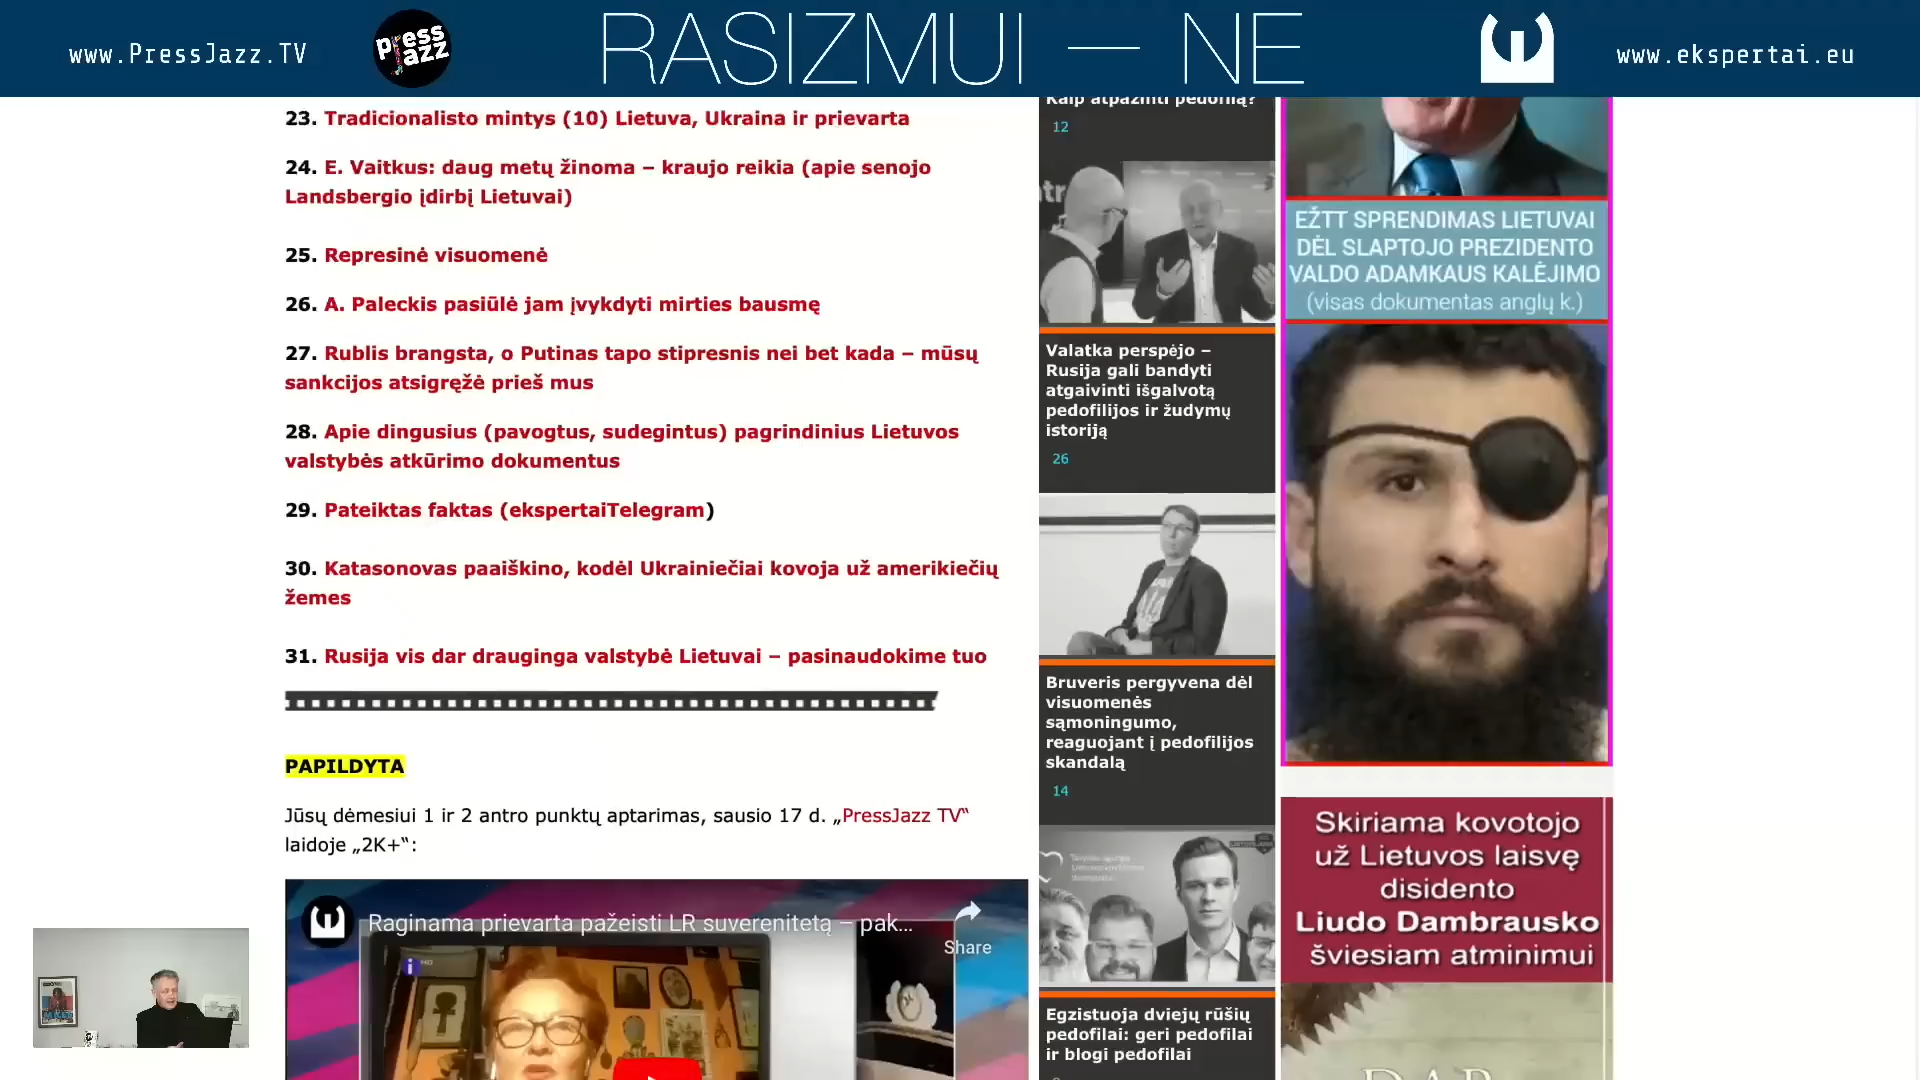 www.PressJazz.TV
press
jazz
RASIZMUI — NE
www.ekspertai.eu
23. Tradicionalisto mintys (10) Lietuva, Ukraina ir prievarta
24. E. Vaitkus: daug metų žinoma – kraujo reikia (apie senojo
Landsbergio įdirbį Lietuvai)
25. Represinė visuomenė
26. A. Paleckis pasiūlė jam įvykdyti mirties bausmę
27. Rublis brangsta, o Putinas tapo stipresnis nei bet kada – mūsų
sankcijos atsigręžė prieš mus
28. Apie dingusius (pavogtus, sudegintus) pagrindinius Lietuvos
valstybės atkūrimo dokumentus
29. Pateiktas faktas (ekspertaiTelegram)
30. Katasonovas paaiškino, kodėl Ukrainiečiai kovoja už amerikiečių
žemes
31. Rusija vis dar drauginga valstybė Lietuvai – pasinaudokime tuo
PAPILDYTA
Jūsų dėmesiui 1 ir 2 antro punktų aptarimas, sausio 17 d. „PressJazz TV“
laidoje „2K+“:
Raginama prievarta pažeisti LR suverenitetą – pak...
Share
Kaip atpažinti pedofilą?
12
Valatka perspėjo –
Rusija gali bandyti
atgaivinti išgalvotą
pedofilijos ir žudymų
istoriją
26
Bruveris pergyvena dėl
visuomenės
sąmoningumo,
reaguojant į pedofilijos
skandalą
14
Egzistuoja dviejų rūšių
pedofilai: geri pedofilai
ir blogi pedofilai
EŽTT SPRENDIMAS LIETUVAI
DĖL SLAPTOJO PREZIDENTO
VALDO ADAMKAUS KALĖJIMO
(visas dokumentas anglų k.)
Skiriama kovotojo
už Lietuvos laisvę
disidento
Liudo Dambrausko
šviesiam atminimui